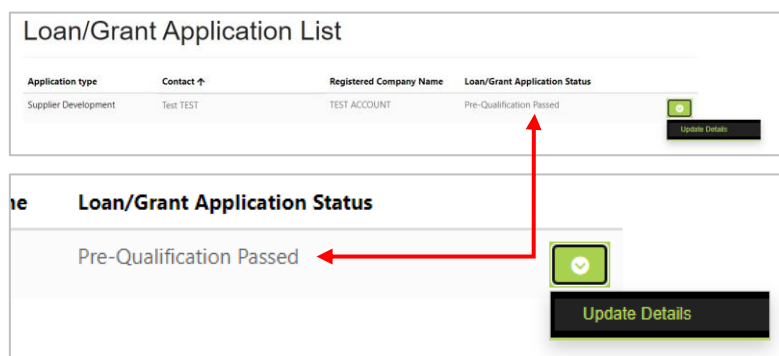 Loan/Grant Application List
Application type Contact ↑ Registered Company Name Loan/Grant Application Status
Supplier Development Test TEST TEST ACCOUNT Pre-Qualification Passed
Update Details
ne Loan/Grant Application Status
Pre-Qualification Passed
Update Details